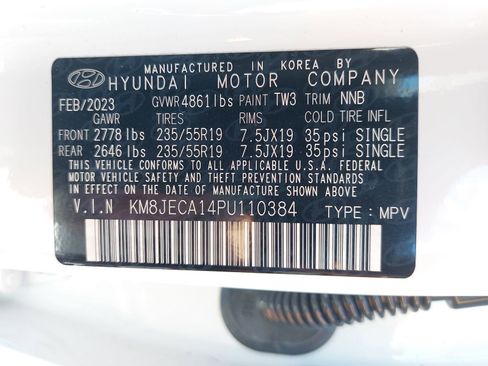 MANUFACTURED IN KOREA BY
HYUNDAI MOTOR COMPANY
FEB/2023 GVWR 4861 lbs PAINT TW3 TRIM NNB
GAWR TIRES RIMS COLD TIRE INFL
FRONT 2778 lbs 235/55R19 7.5JX19 35psi SINGLE
REAR 2646 lbs 235/55R19 7.5JX19 35psi SINGLE
THIS VEHICLE CONFORMS TO ALL APPLICABLE U.S.A. FEDERAL
MOTOR VEHICLE SAFETY AND THEFT PREVENTION STANDARDS
IN EFFECT ON THE DATE OF MANUFACTURE SHOWN ABOVE.
V.I.N KM8JECA14PU110384 TYPE : MPV